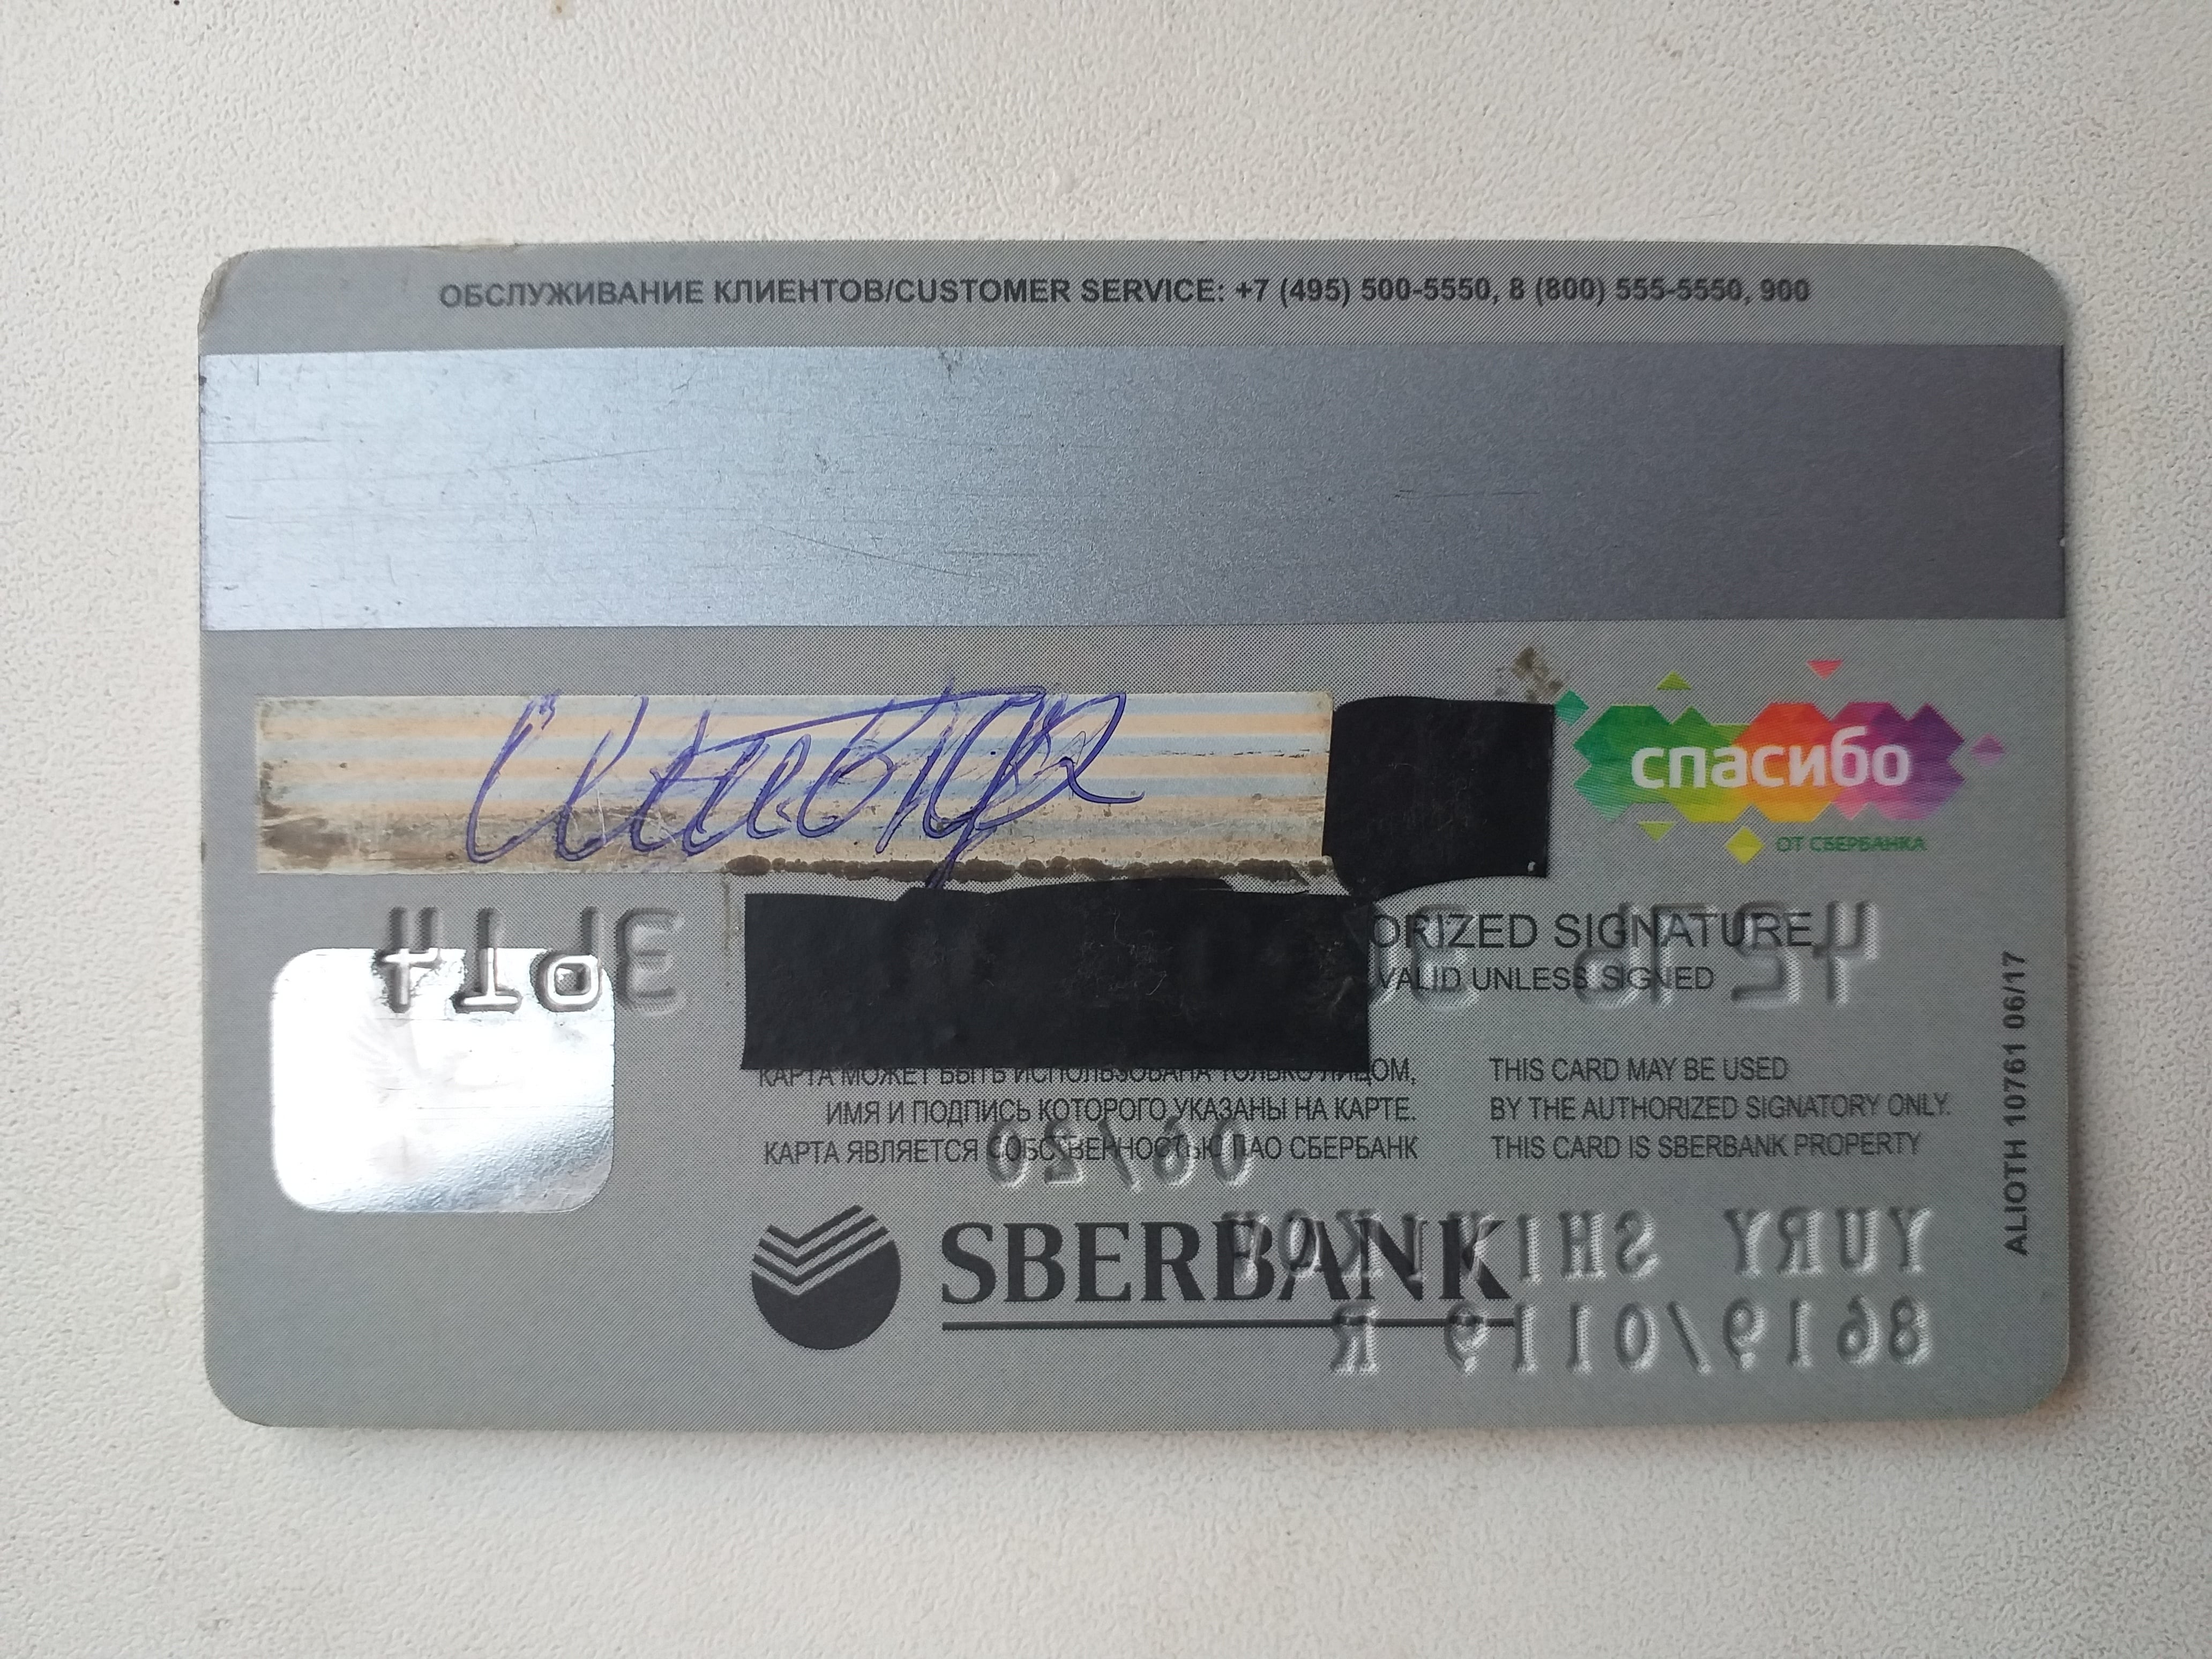 ОБСЛУЖИВАНИЕ КЛИЕНТОВ/CUSTOMER SERVICE: +7 (495) 500-5550, 8 (800) 555-5550, 900
спасибо
ОТ СБЕРБАНКА
SIGNATURE
VALID UNLESS SIGNED
КАРТА МОЖЕТ БЫТЬ ИСПОЛЬЗОВАНА ТОЛЬКО ЛИЦОМ,
ИМЯ И ПОДПИСЬ КОТОРОГО УКАЗАНЫ НА КАРТЕ.
КАРТА ЯВЛЯЕТСЯ СОБСТВЕННОСТЬЮ ПАО СБЕРБАНК
THIS CARD MAY BE USED
BY THE AUTHORIZED SIGNATORY ONLY.
THIS CARD IS SBERBANK PROPERTY
06/20
SBERBANK
YURY
ALIOTH 10761 06/17